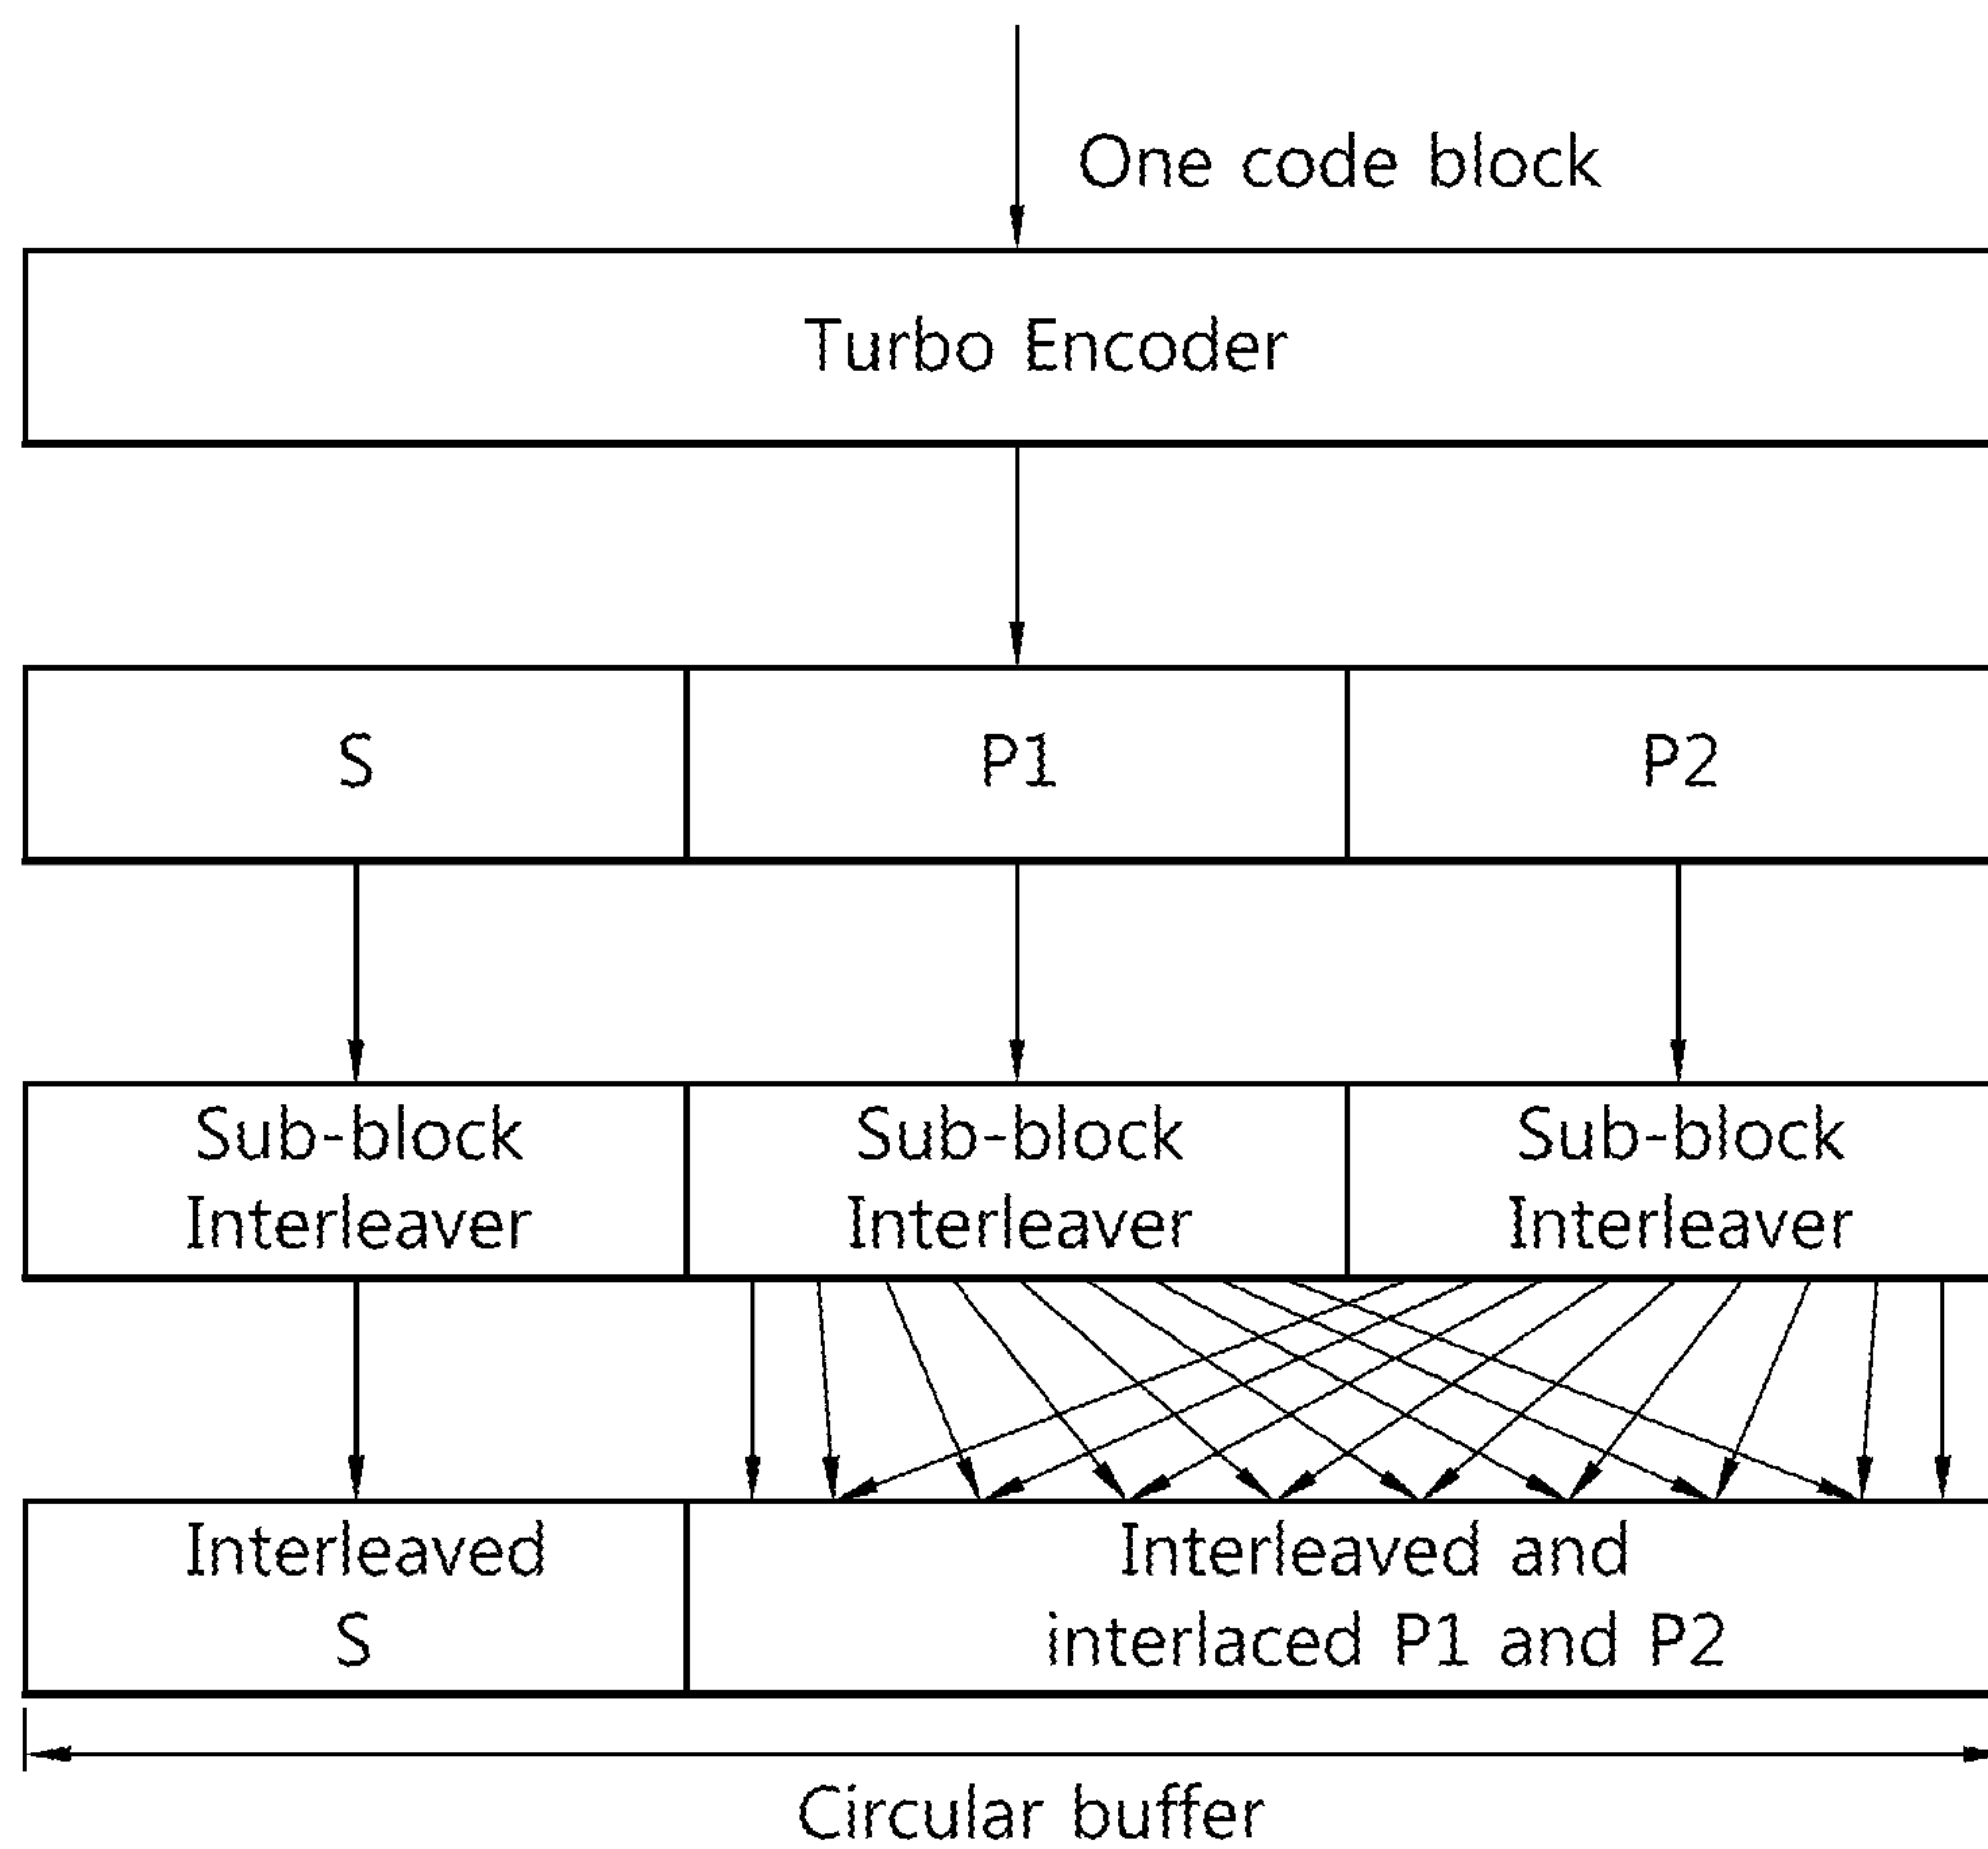 One code block
Turbo Encoder
S
P1
P2
Sub-block
Interleaver
Sub-block
Interleaver
Sub-block
Interleaver
Interleaved
S
Interleaved and
interlaced P1 and P2
Circular buffer